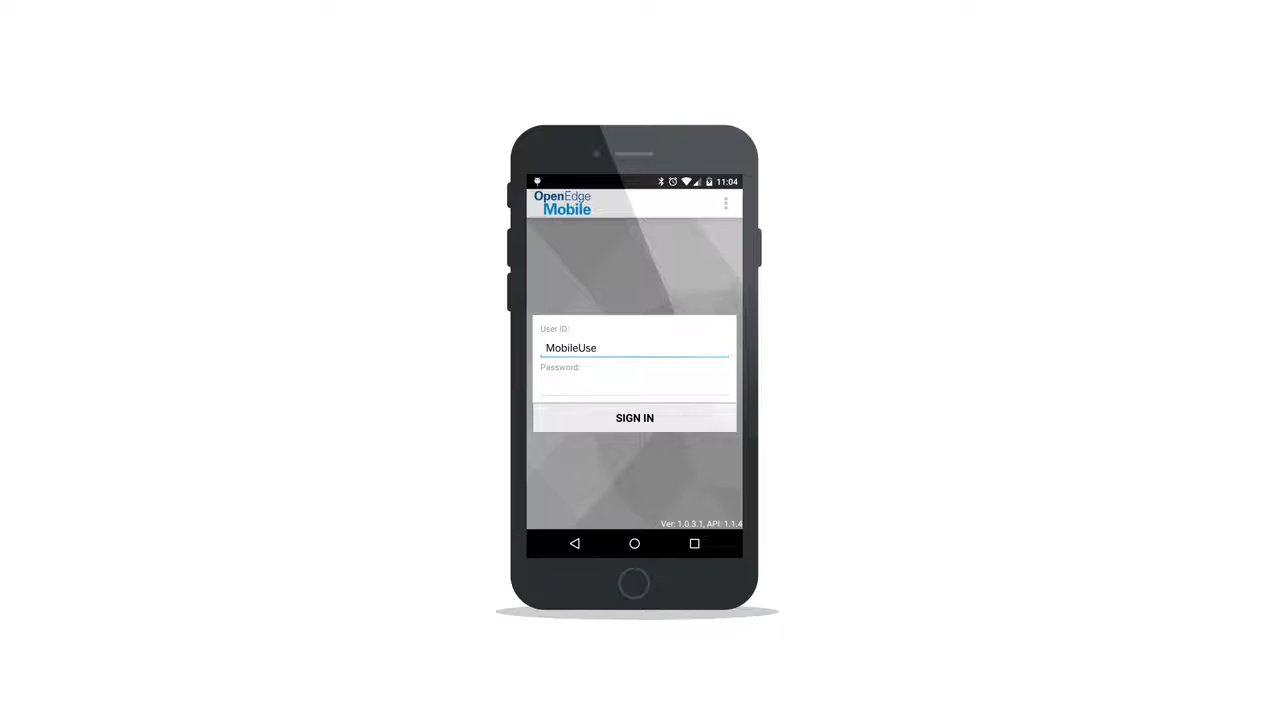 11:04
OpenEdge
Mobile
User ID:
MobileUse
Password:
SIGN IN
Ver: 1.0.3.1, API: 1.1.4